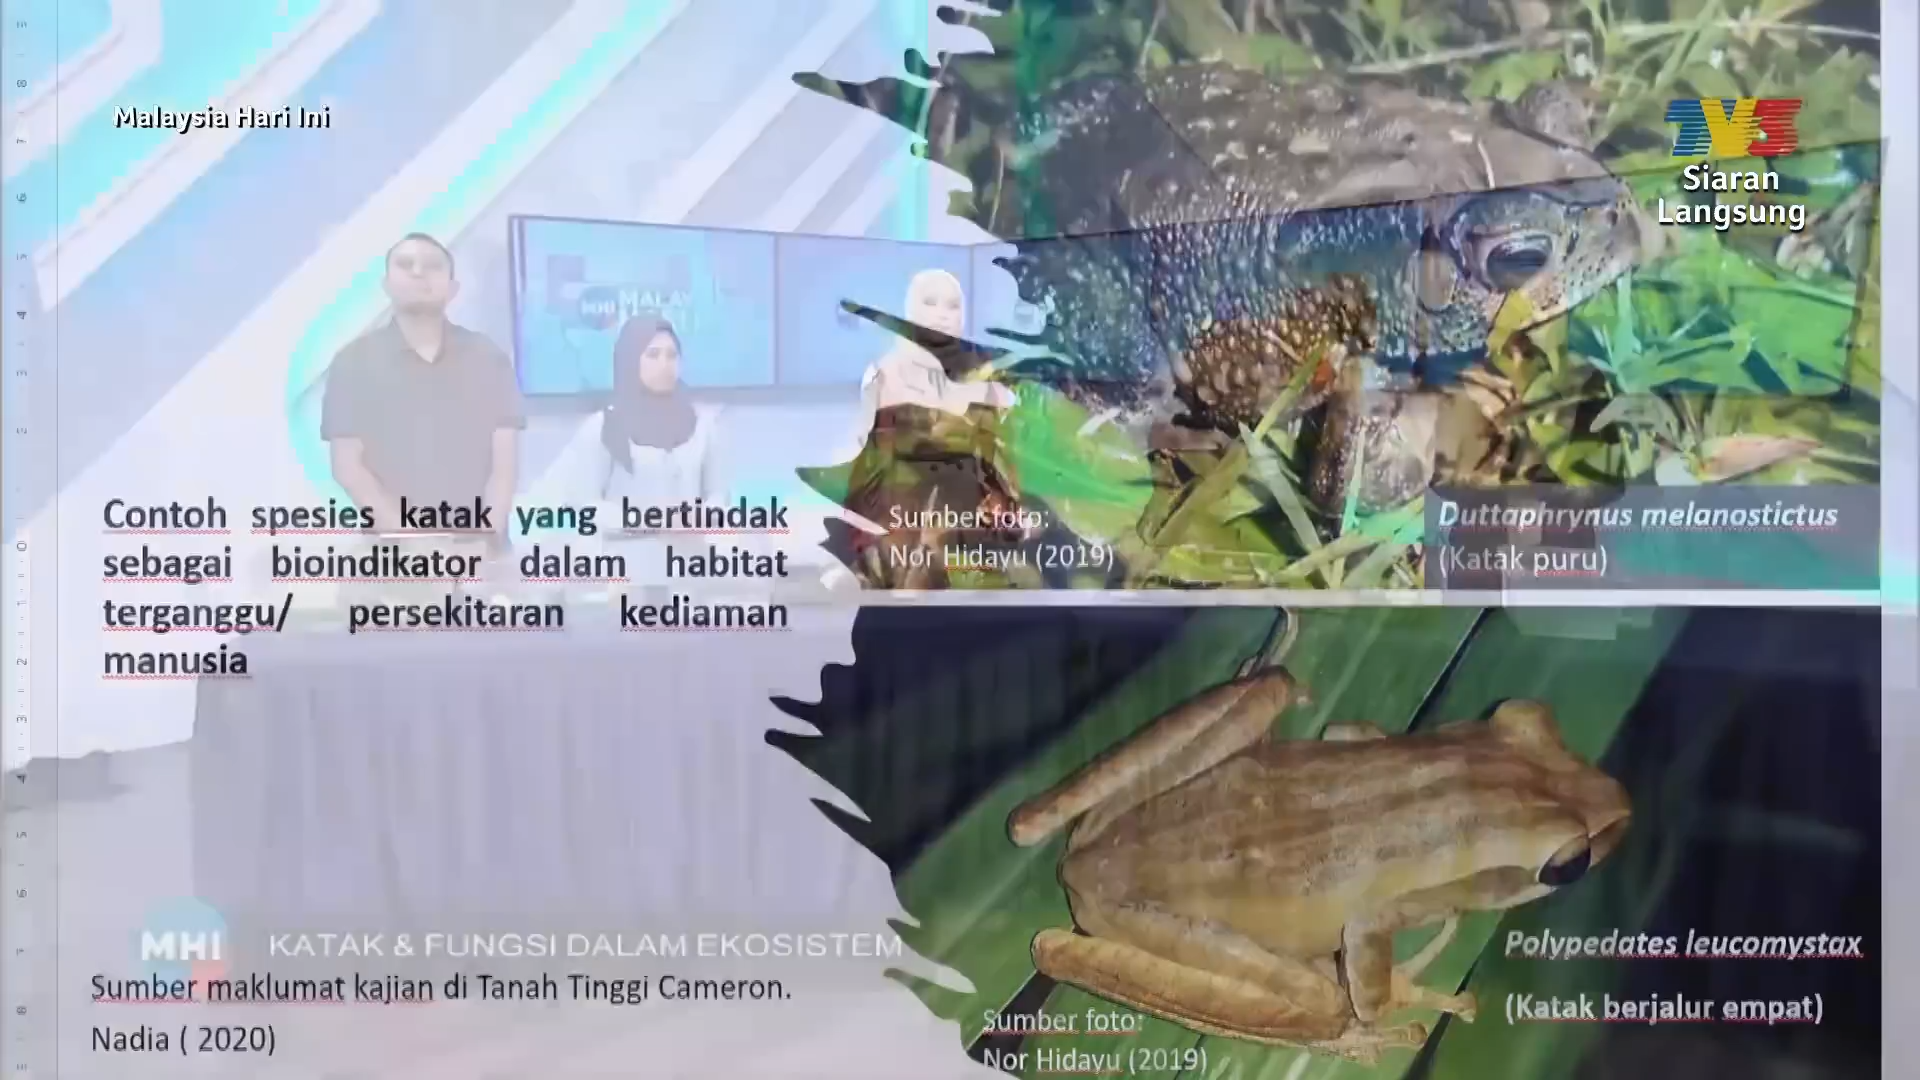 Malaysia Hari Ini
TV3
Siaran
Langsung
Contoh spesies katak yang bertindak
sebagai bioindikator dalam habitat
terganggu/ persekitaran kediaman
manusia
Sumber foto:
Nor Hidayu (2019)
Duttaphrynus melanostictus
(Katak puru)
MHI KATAK & FUNGSI DALAM EKOSISTEM
Sumber maklumat kajian di Tanah Tinggi Cameron.
Nadia ( 2020)
Polypedates leucomystax
(Katak berjalur empat)
Sumber foto:
Nor Hidayu (2019)